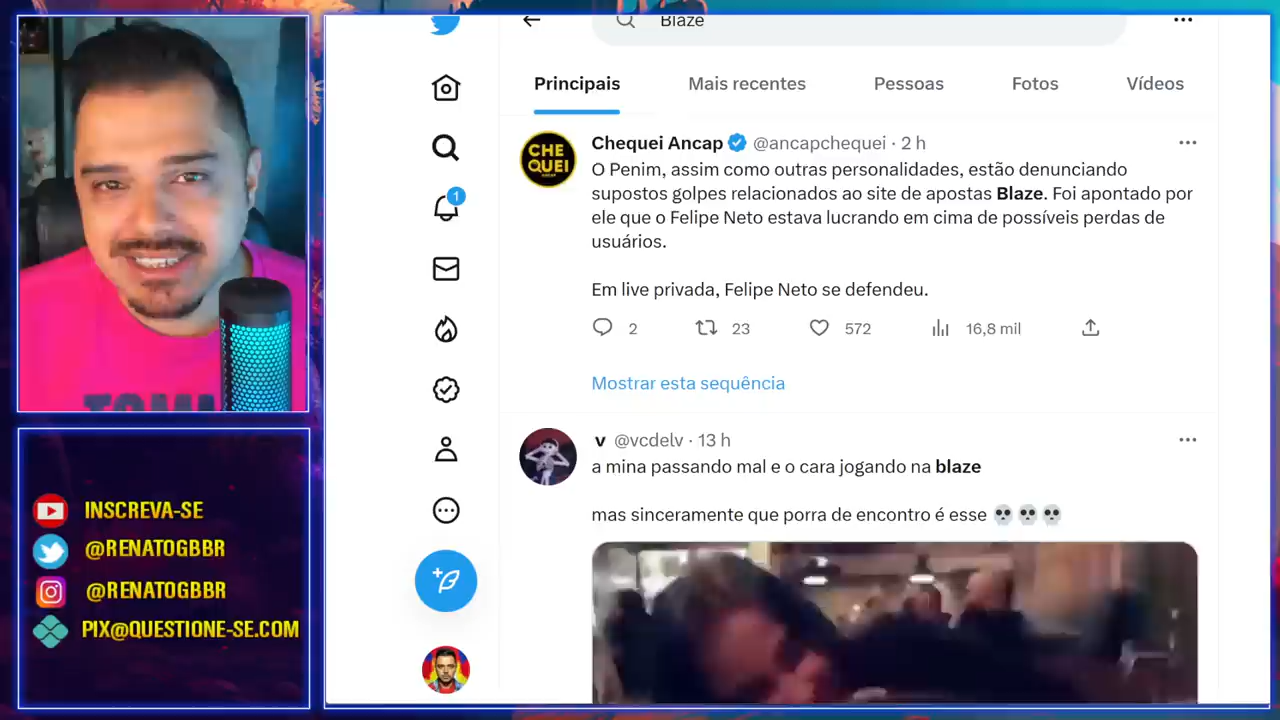 Blaze
Principais
Mais recentes
Pessoas
Fotos
Vídeos
CHE
QUEI
ANCAP
Chequei Ancap @ancapchequei · 2 h
O Penim, assim como outras personalidades, estão denunciando
supostos golpes relacionados ao site de apostas Blaze. Foi apontado por
ele que o Felipe Neto estava lucrando em cima de possíveis perdas de
usuários.
Em live privada, Felipe Neto se defendeu.
2
23
572
16,8 mil
Mostrar esta sequência
v @vcdelv · 13 h
a mina passando mal e o cara jogando na blaze
mas sinceramente que porra de encontro é esse 💀💀💀
1
INSCREVA-SE
@RENATOGBBR
@RENATOGBBR
PIX@QUESTIONE-SE.COM